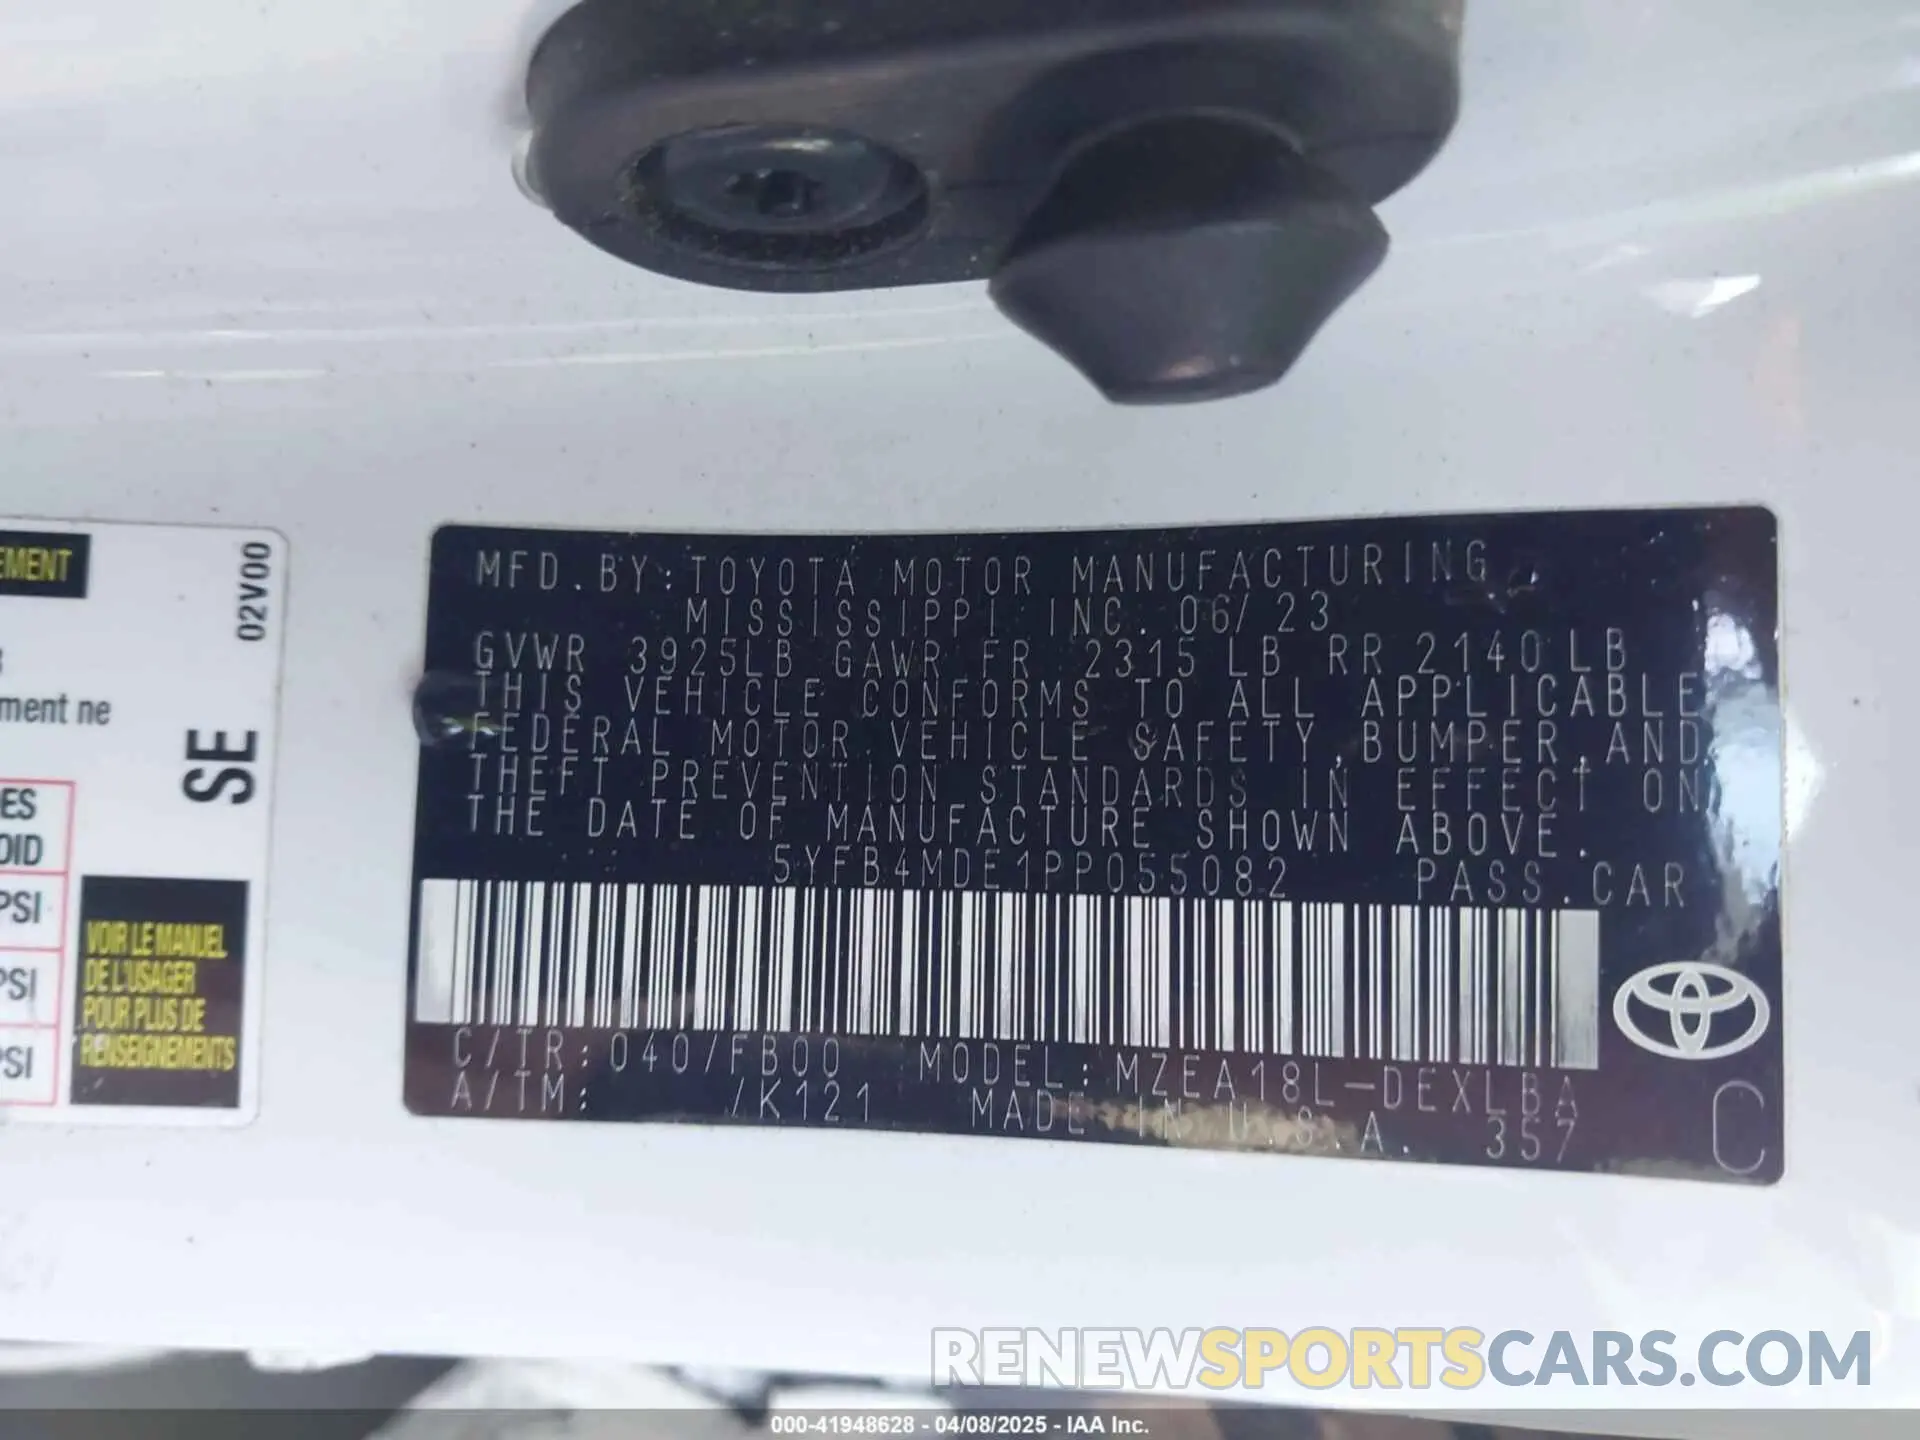 EMENT
02V00
ment ne
SE
ES
OID
PSI
PSI
PSI
VOIR LE MANUEL
DE L'USAGER
POUR PLUS DE
RENSEIGNEMENTS
MFD. BY: TOYOTA MOTOR MANUFACTURING
MISSISSIPPI, INC. 06/23
GVWR 3925LB GAWR FR 2315 LB RR 2140 LB
THIS VEHICLE CONFORMS TO ALL APPLICABLE
FEDERAL MOTOR VEHICLE SAFETY, BUMPER, AND
THEFT PREVENTION STANDARDS IN EFFECT ON
THE DATE OF MANUFACTURE SHOWN ABOVE.
5YFB4MDE1PP055082 PASS. CAR
C/TR: 040/FB00 MODEL: MZEA18L-DEXLBA
A/TM: /K121 MADE IN U.S.A. 357
C
RENEWSPORTSCARS.COM
000-41948628 - 04/08/2025 - IAA Inc.